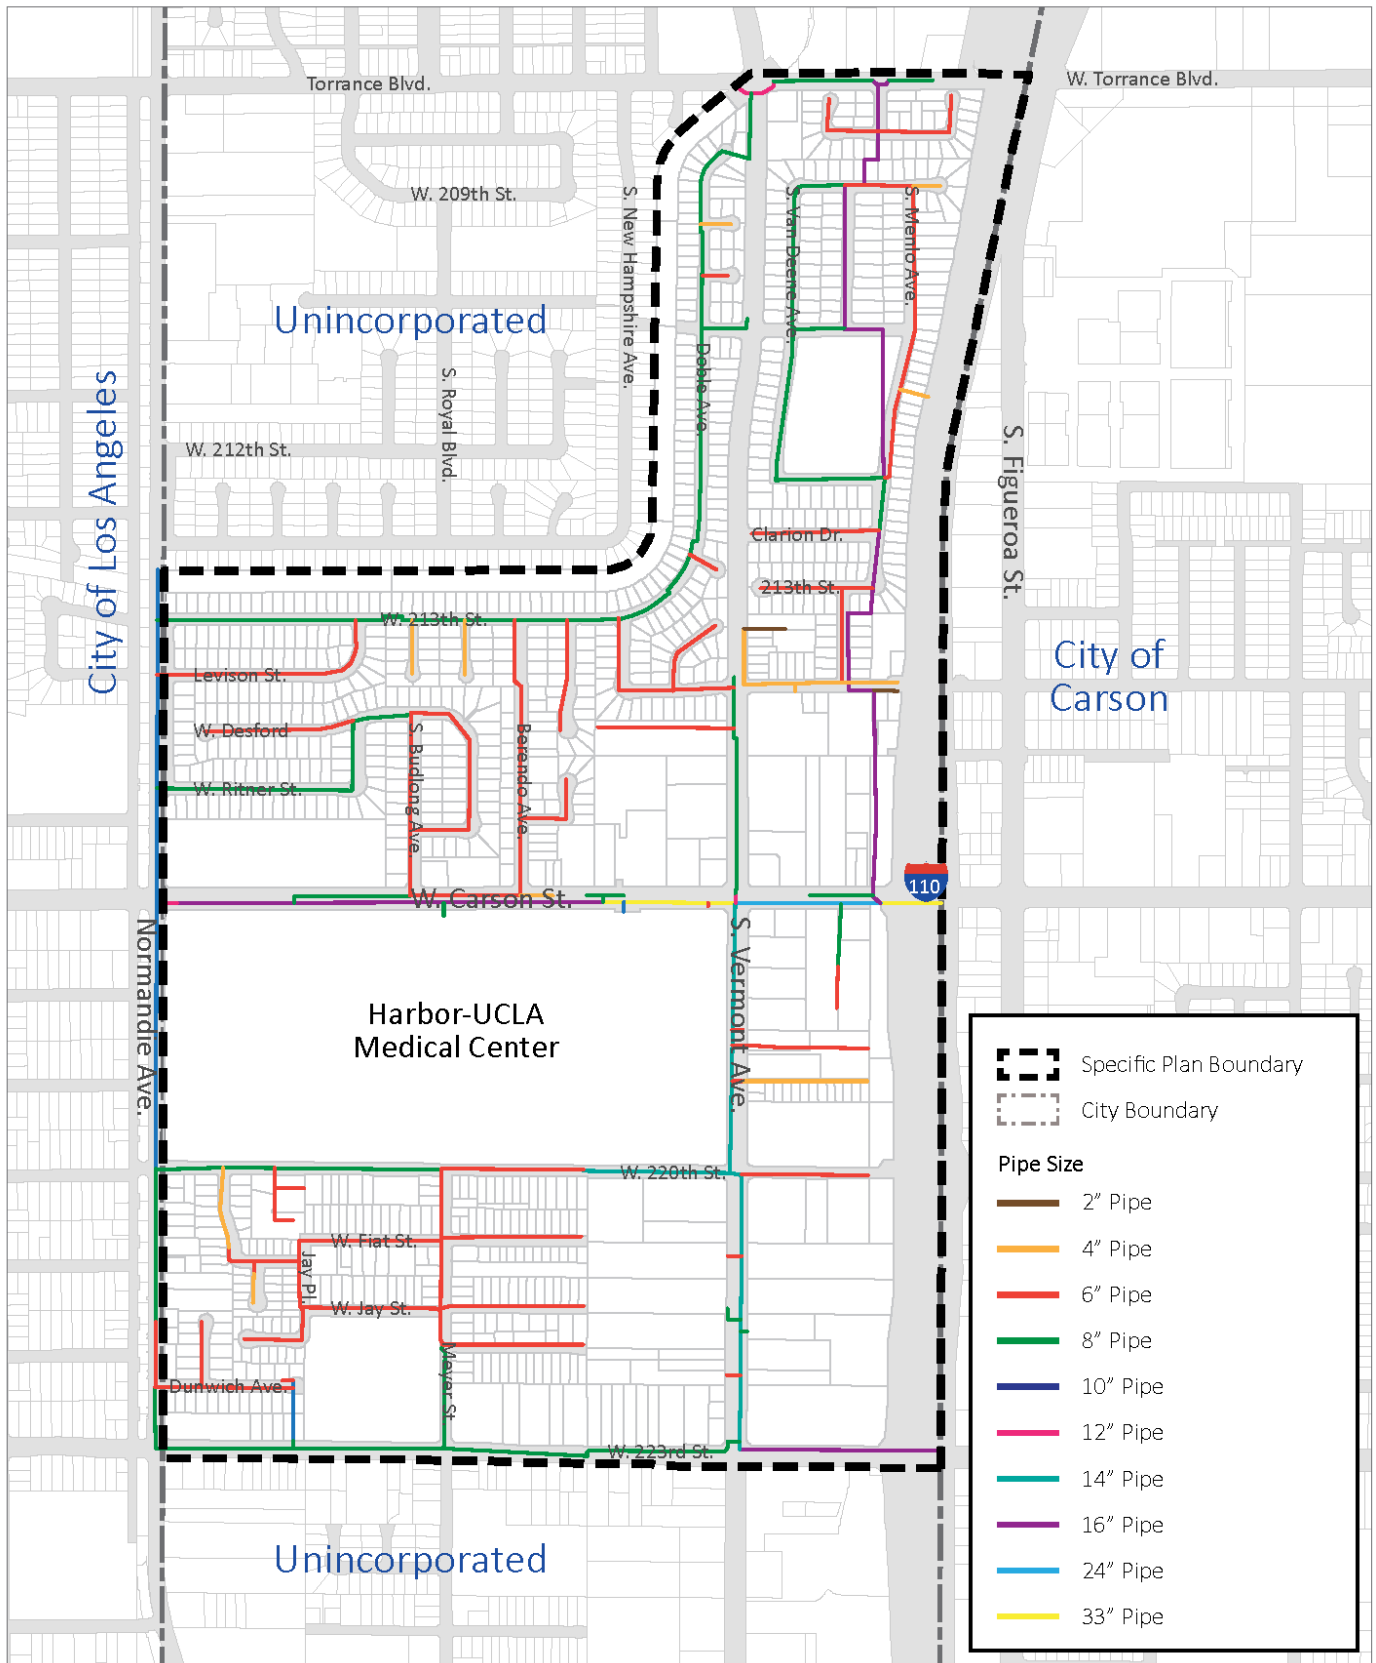 Torrance Blvd.
W. Torrance Blvd.
W. 209th St.
S. New Hampshire Ave.
S. Van Deene Ave.
S. Menlo Ave.
Unincorporated
Doble Ave.
S. Royal Blvd.
City of Los Angeles
W. 212th St.
S. Figueroa St.
Clarion Dr.
213th St.
W. 213th St.
City of
Carson
Levison St.
W. Desford
S. Budlong Ave.
Berendo Ave.
W. Ritner St.
110
W. Carson St.
Normandie Ave.
S. Vermont Ave.
Harbor-UCLA
Medical Center
W. 220th St.
W. Fiat St.
Jay Pl.
W. Jay St.
Meyer St.
Dunwich Ave.
W. 223rd St.
Unincorporated
Specific Plan Boundary
City Boundary
Pipe Size
2” Pipe
4” Pipe
6” Pipe
8” Pipe
10” Pipe
12” Pipe
14” Pipe
16” Pipe
24” Pipe
33” Pipe